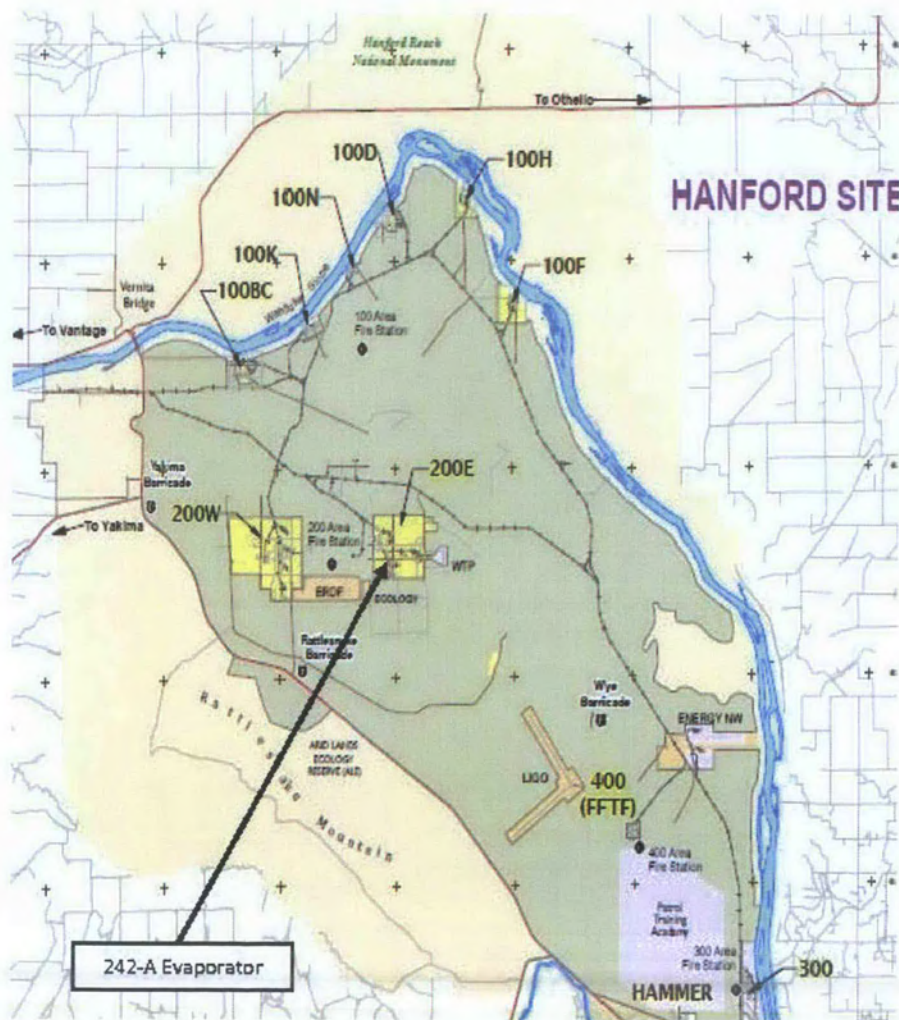 Hanford Reach
National Monument
To Othello
100D
100H
HANFORD SITE
100N
100K
100F
Vernita
Bridge
100BC
To Vantage
100 Area
Fire Station
Yakima
Barricade
200E
To Yakima
200W
200 Area
Fire Station
WTP
ERDF
ECOLOGY
Rattlesnake
Barricade
Wye
Barricade
ENERGY NW
Rattlesnake
Mountain
ARID LANDS
ECOLOGY
RESERVE (ALE)
LIGO
400
(FFTF)
400 Area
Fire Station
Patrol
Training
Academy
242-A Evaporator
300 Area
Fire Station
300
HAMMER